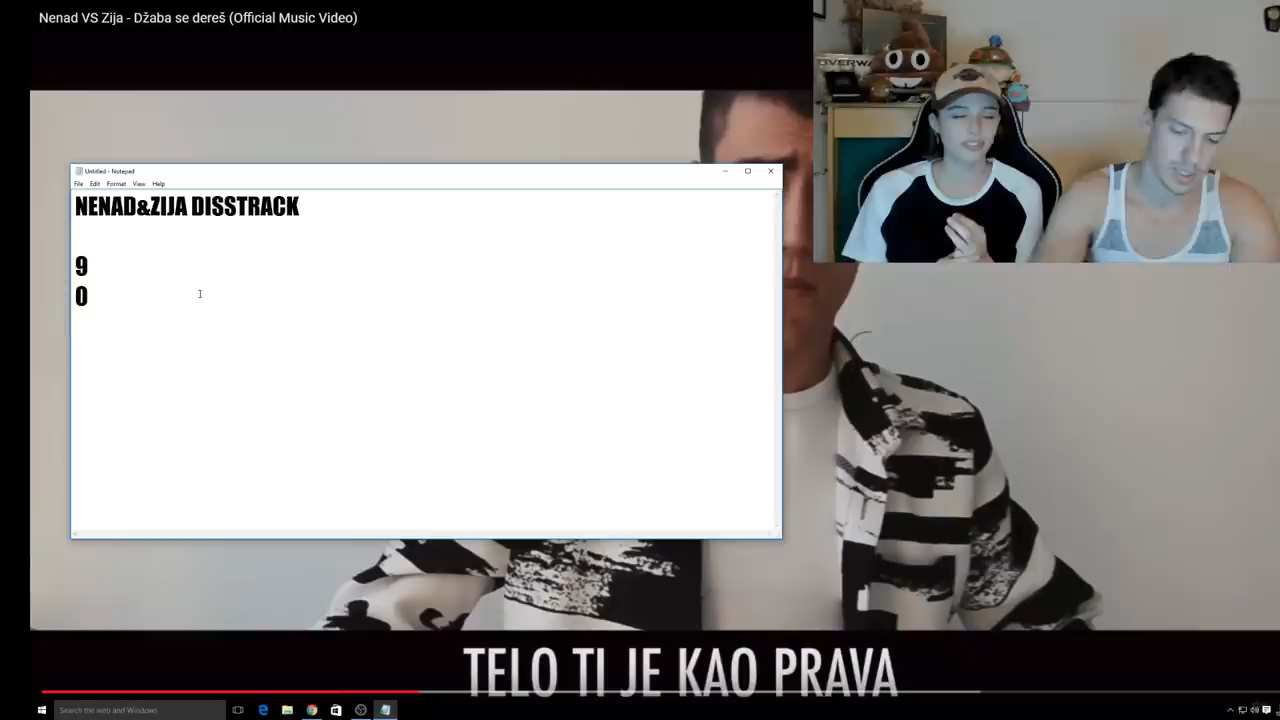 Nenad VS Zija - Džaba se dereš (Official Music Video)
OVERWA
Untitled - Notepad
File Edit Format View Help
NENAD&ZIJA DISSTRACK
9
0
TELO TI JE KAO PRAVA
Search the web and Windows